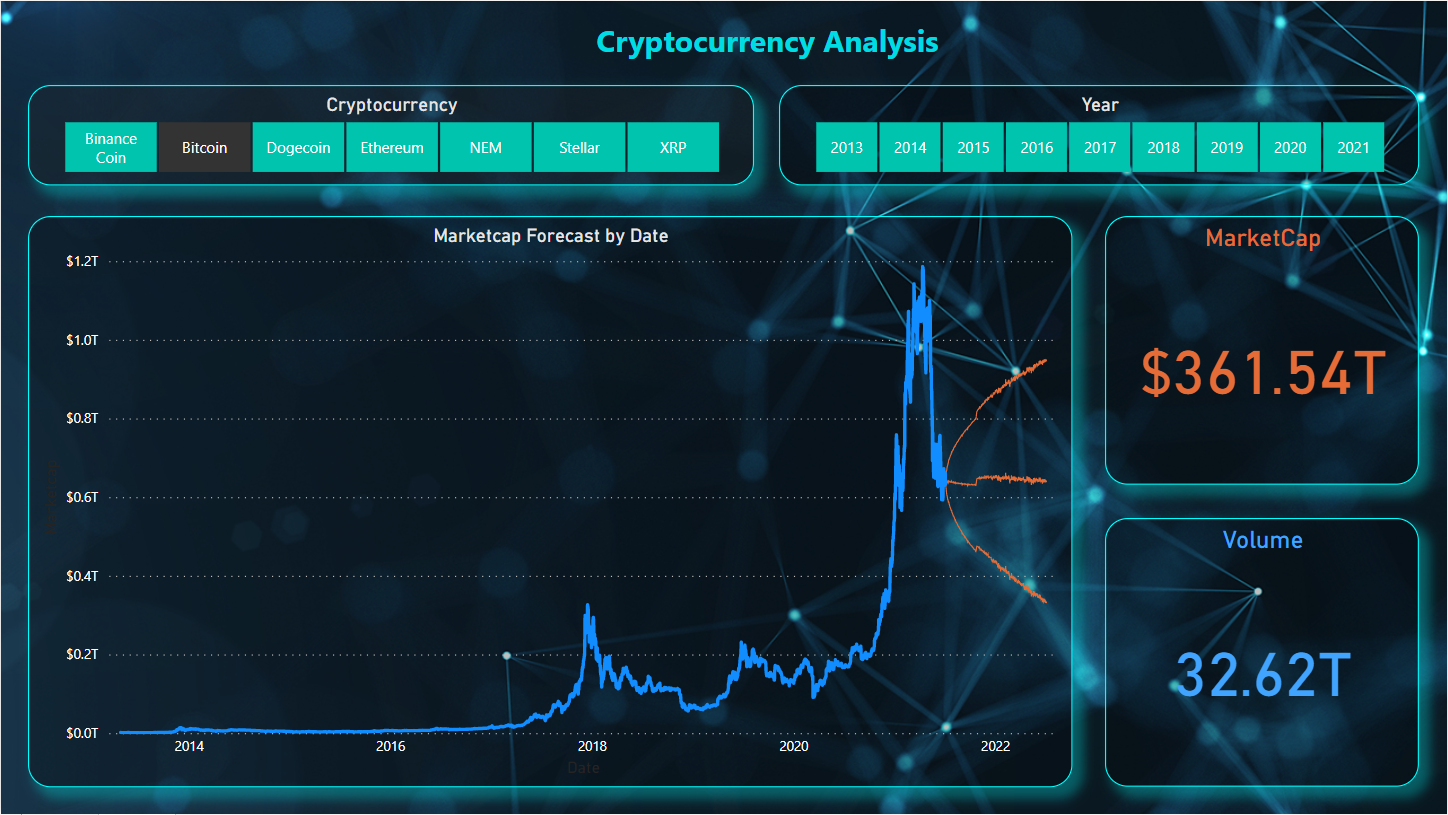 Cryptocurrency Analysis
Cryptocurrency
Binance
Coin
Bitcoin
Dogecoin
Ethereum
NEM
Stellar
XRP
Year
2013
2014
2015
2016
2017
2018
2019
2020
2021
Marketcap Forecast by Date
$1.2T
$1.0T
$0.8T
$0.6T
$0.4T
$0.2T
$0.0T
2014
2016
2018
2020
2022
Date
MarketCap
$361.54T
Volume
32.62T